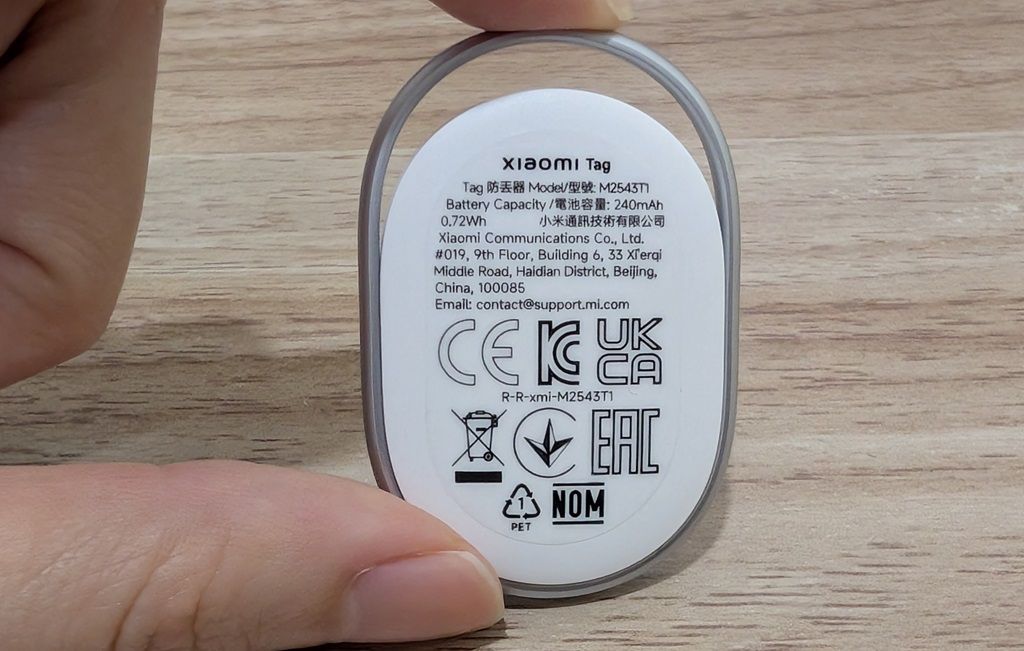 xiaomi Tag
Tag 防丟器 Model/型號: M2543T1
Battery Capacity /電池容量: 240mAh
0.72Wh 小米通訊技術有限公司
Xiaomi Communications Co., Ltd.
#019, 9th Floor, Building 6, 33 Xi'erqi
Middle Road, Haidian District, Beijing,
China, 100085
Email: contact@support.mi.com
CE KC UK CA
R-R-xmi-M2543T1
EAC
1 PET NOM